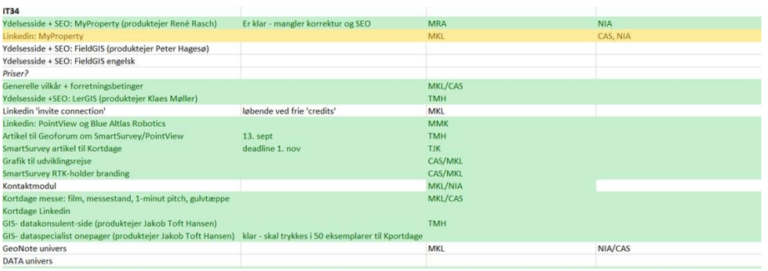 IT34
Ydelsesside + SEO: MyProperty (produktejer René Rasch) Er klar - mangler korrektur og SEO MRA NIA
Linkedin: MyProperty MKL CAS, NIA
Ydelsesside + SEO: FieldGIS (produktejer Peter Hagesø)
Ydelsesside + SEO: FieldGIS engelsk
Priser?
Generelle vilkår + forretningsbetinger MKL/CAS
Ydelsesside +SEO: LerGIS (produktejer Klaes Møller) TMH
Linkedin 'invite connection' løbende ved frie 'credits' MKL
Linkedin: PointView og Blue Altlas Robotics MMK
Artikel til Geoforum om SmartSurvey/PointView 13. sept TMH
SmartSurvey artikel til Kortdage deadline 1. nov TJK
Grafik til udviklingsrejse CAS/MKL
SmartSurvey RTK-holder branding CAS/MKL
Kontaktmodul MKL/NIA
Kortdage messe: film, messestand, 1-minut pitch, gulvtæppe MKL/CAS
Kortdage Linkedin
GIS- datakonsulent-side (produktejer Jakob Toft Hansen) TMH
GIS- dataspecialist onepager (produktejer Jakob Toft Hansen) klar - skal trykkes i 50 eksemplarer til Kportdage
GeoNote univers MKL NIA/CAS
DATA univers